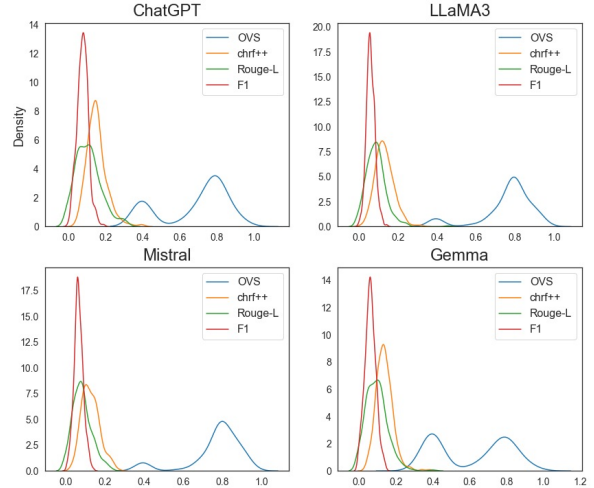 ChatGPT
14
12
10
8
6
4
2
0
Density
0.0 0.2 0.4 0.6 0.8 1.0
OVS
chrf++
Rouge-L
F1
LLaMA3
20.0
17.5
15.0
12.5
10.0
7.5
5.0
2.5
0.0
0.0 0.2 0.4 0.6 0.8 1.0
OVS
chrf++
Rouge-L
F1
Mistral
17.5
15.0
12.5
10.0
7.5
5.0
2.5
0.0
0.0 0.2 0.4 0.6 0.8 1.0
OVS
chrf++
Rouge-L
F1
Gemma
14
12
10
8
6
4
2
0
0.0 0.2 0.4 0.6 0.8 1.0 1.2
OVS
chrf++
Rouge-L
F1